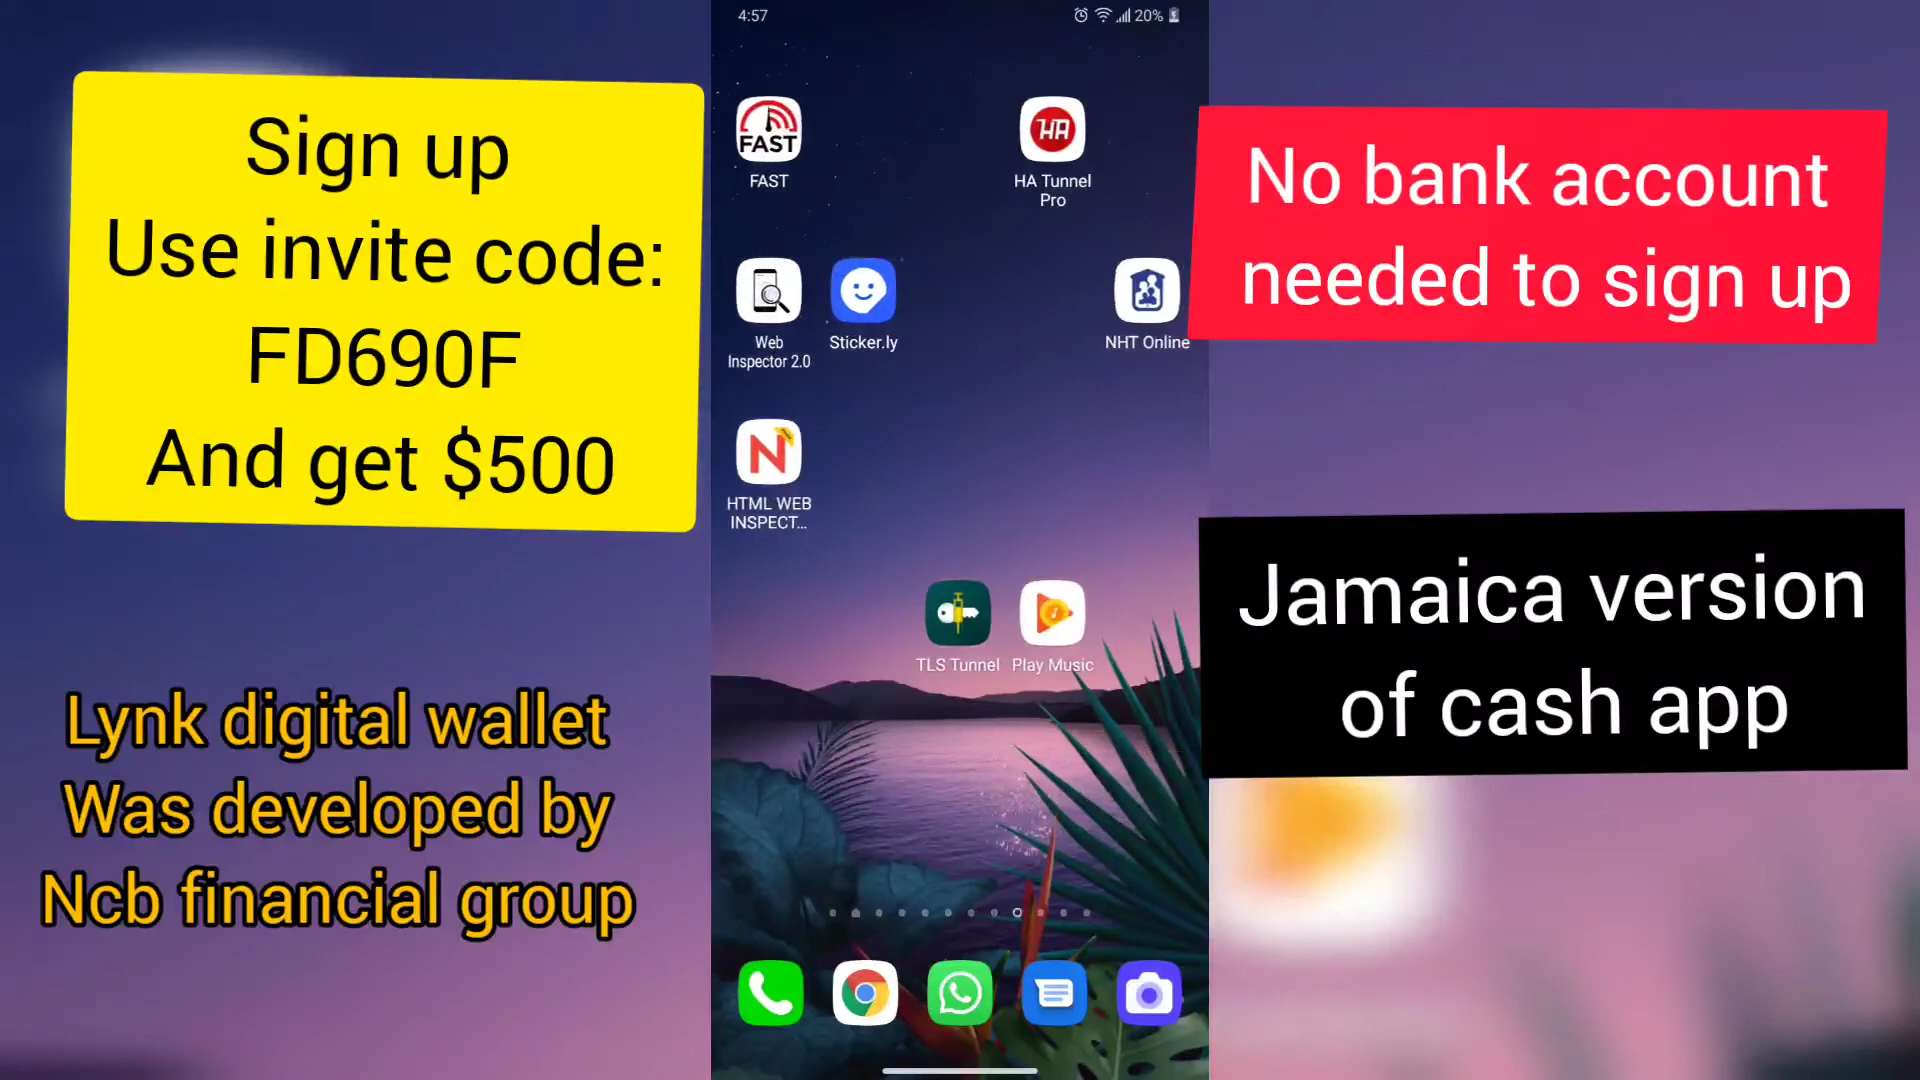 Sign up
Use invite code:
FD690F
And get $500
Lynk digital wallet
Was developed by
Ncb financial group
4:57
20%
FAST
FAST
HA
HA Tunnel
Pro
Web
Inspector 2.0
Sticker.ly
NHT Online
N
HTML WEB
INSPECT...
TLS Tunnel
Play Music
No bank account
needed to sign up
Jamaica version
of cash app